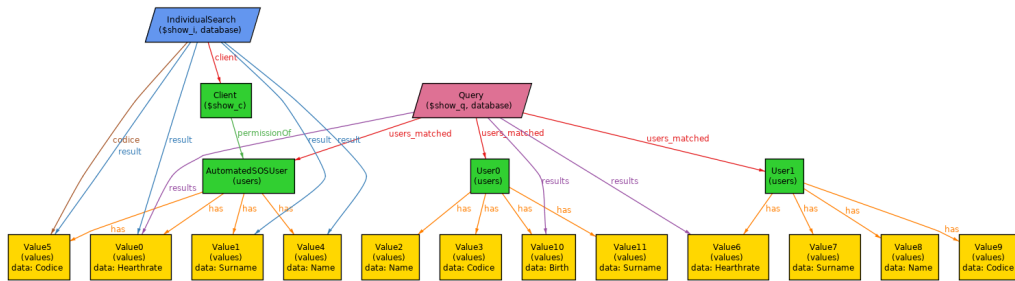 IndividualSearch
($show_i, database)
client
Client
($show_c)
Query
($show_q, database)
codice
result
result
permissionOf
result
result
users_matched
users_matched
users_matched
AutomatedSOSUser
(users)
results
User0
(users)
results
results
User1
(users)
has
has
has
has
has
has
has
has
has
has
has
has
Value5
(values)
data: Codice
Value0
(values)
data: Hearthrate
Value1
(values)
data: Surname
Value4
(values)
data: Name
Value2
(values)
data: Name
Value3
(values)
data: Codice
Value10
(values)
data: Birth
Value11
(values)
data: Surname
Value6
(values)
data: Hearthrate
Value7
(values)
data: Surname
Value8
(values)
data: Name
Value9
(values)
data: Codice